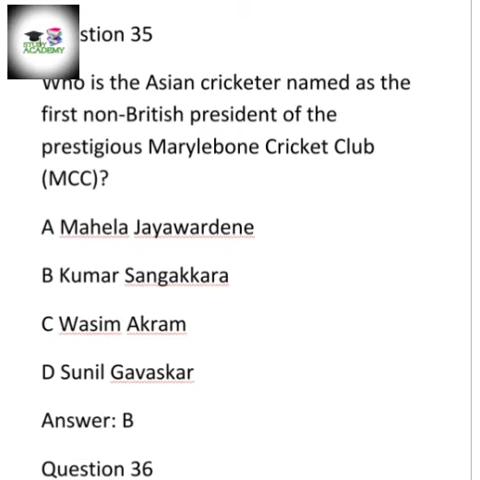 STUDY
ACADEMY
stion 35
Who is the Asian cricketer named as the
first non-British president of the
prestigious Marylebone Cricket Club
(MCC)?
A Mahela Jayawardene
B Kumar Sangakkara
C Wasim Akram
D Sunil Gavaskar
Answer: B
Question 36